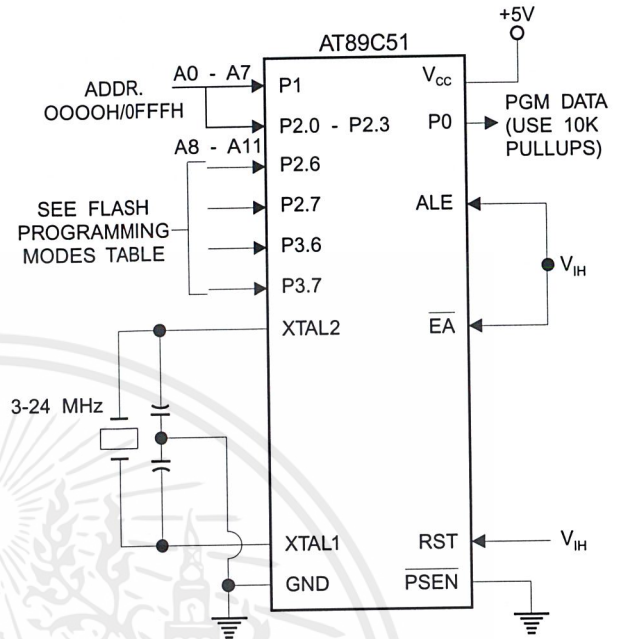 +5V
AT89C51
ADDR.
OOOOH/0FFFH
A0 - A7
P1
VCC
P2.0 - P2.3
P0
PGM DATA
(USE 10K
PULLUPS)
A8 - A11
P2.6
SEE FLASH
PROGRAMMING
MODES TABLE
P2.7
ALE
P3.6
VIH
P3.7
XTAL2
EA
3-24 MHz
XTAL1
RST
VIH
GND
PSEN